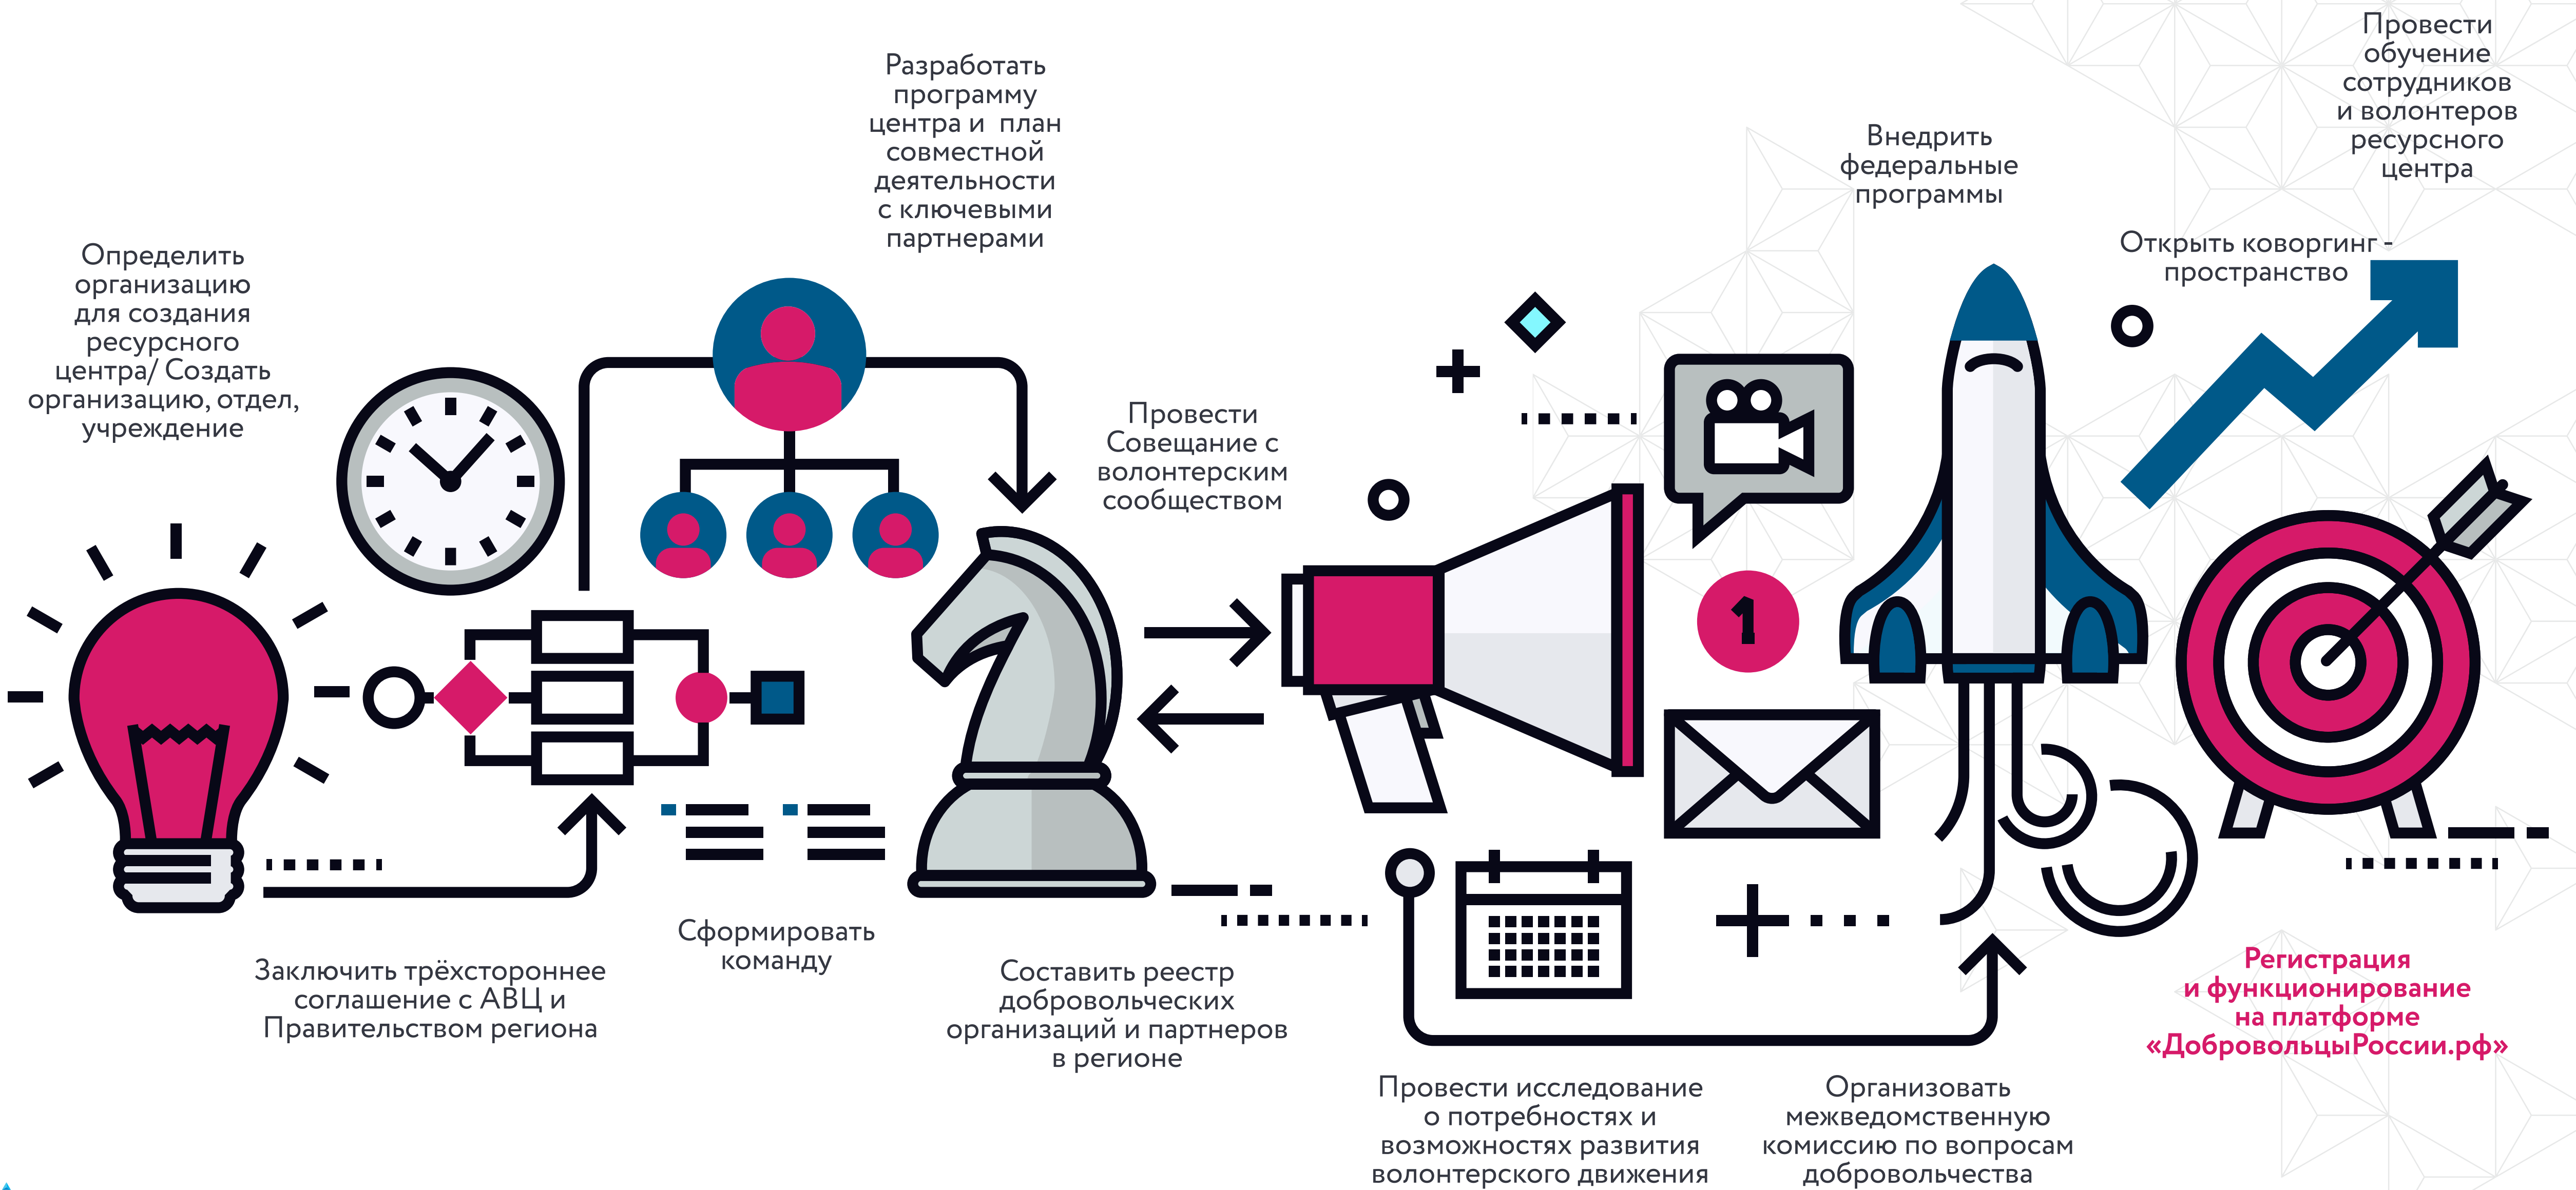 Определить
организацию
для создания
ресурсного
центра/ Создать
организацию, отдел,
учреждение
Заключить трёхстороннее
соглашение с АВЦ и
Правительством региона
Сформировать
команду
Разработать
программу
центра и план
совместной
деятельности
с ключевыми
партнерами
Составить реестр
добровольческих
организаций и партнеров
в регионе
Провести
Совещание с
волонтерским
сообществом
Провести исследование
о потребностях и
возможностях развития
волонтерского движения
1
Внедрить
федеральные
программы
Организовать
межведомственную
комиссию по вопросам
добровольчества
Открыть коворгинг -
пространство
Провести
обучение
сотрудников
и волонтеров
ресурсного
центра
Регистрация
и функционирование
на платформе
«ДобровольцыРоссии.рф»